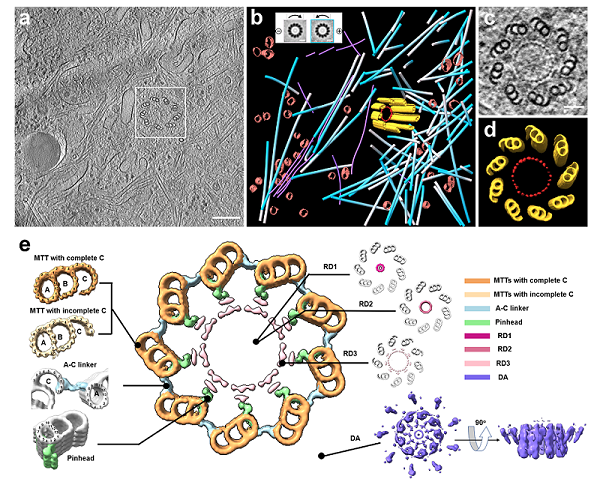 a
b
c
− +
d
e
MTT with complete C
A B C
MTT with incomplete C
A B C
A-C linker
C A
Pinhead
RD1
RD2
RD3
DA
90°
MTTs with complete C
MTTs with incomplete C
A-C linker
Pinhead
RD1
RD2
RD3
DA